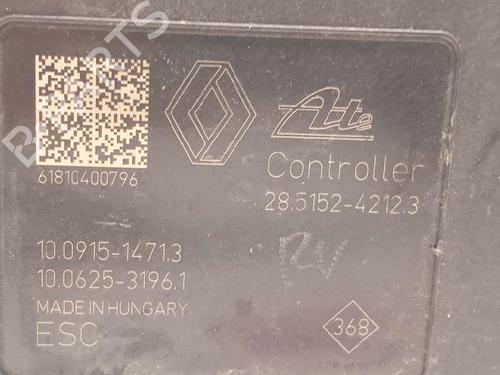 B-PARTS
Ate
61810400796
Controller
28.5152-4212.3
10.0915-1471.3
10.0625-3196.1
MADE IN HUNGARY
ESC
368